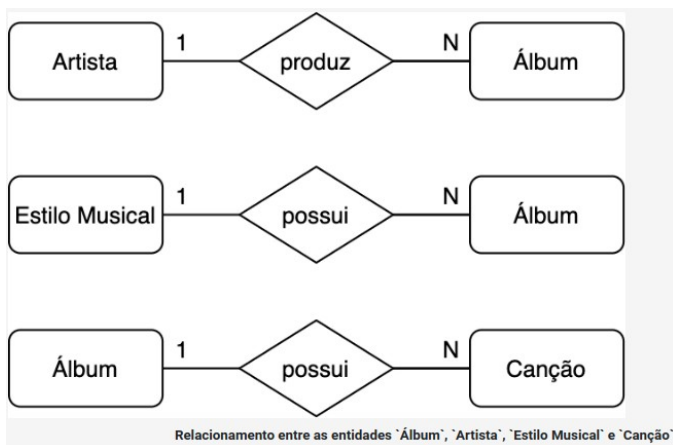 Artista 1 produz N Álbum
Estilo Musical 1 possui N Álbum
Álbum 1 possui N Canção
Relacionamento entre as entidades `Álbum`, `Artista`, `Estilo Musical` e `Canção`